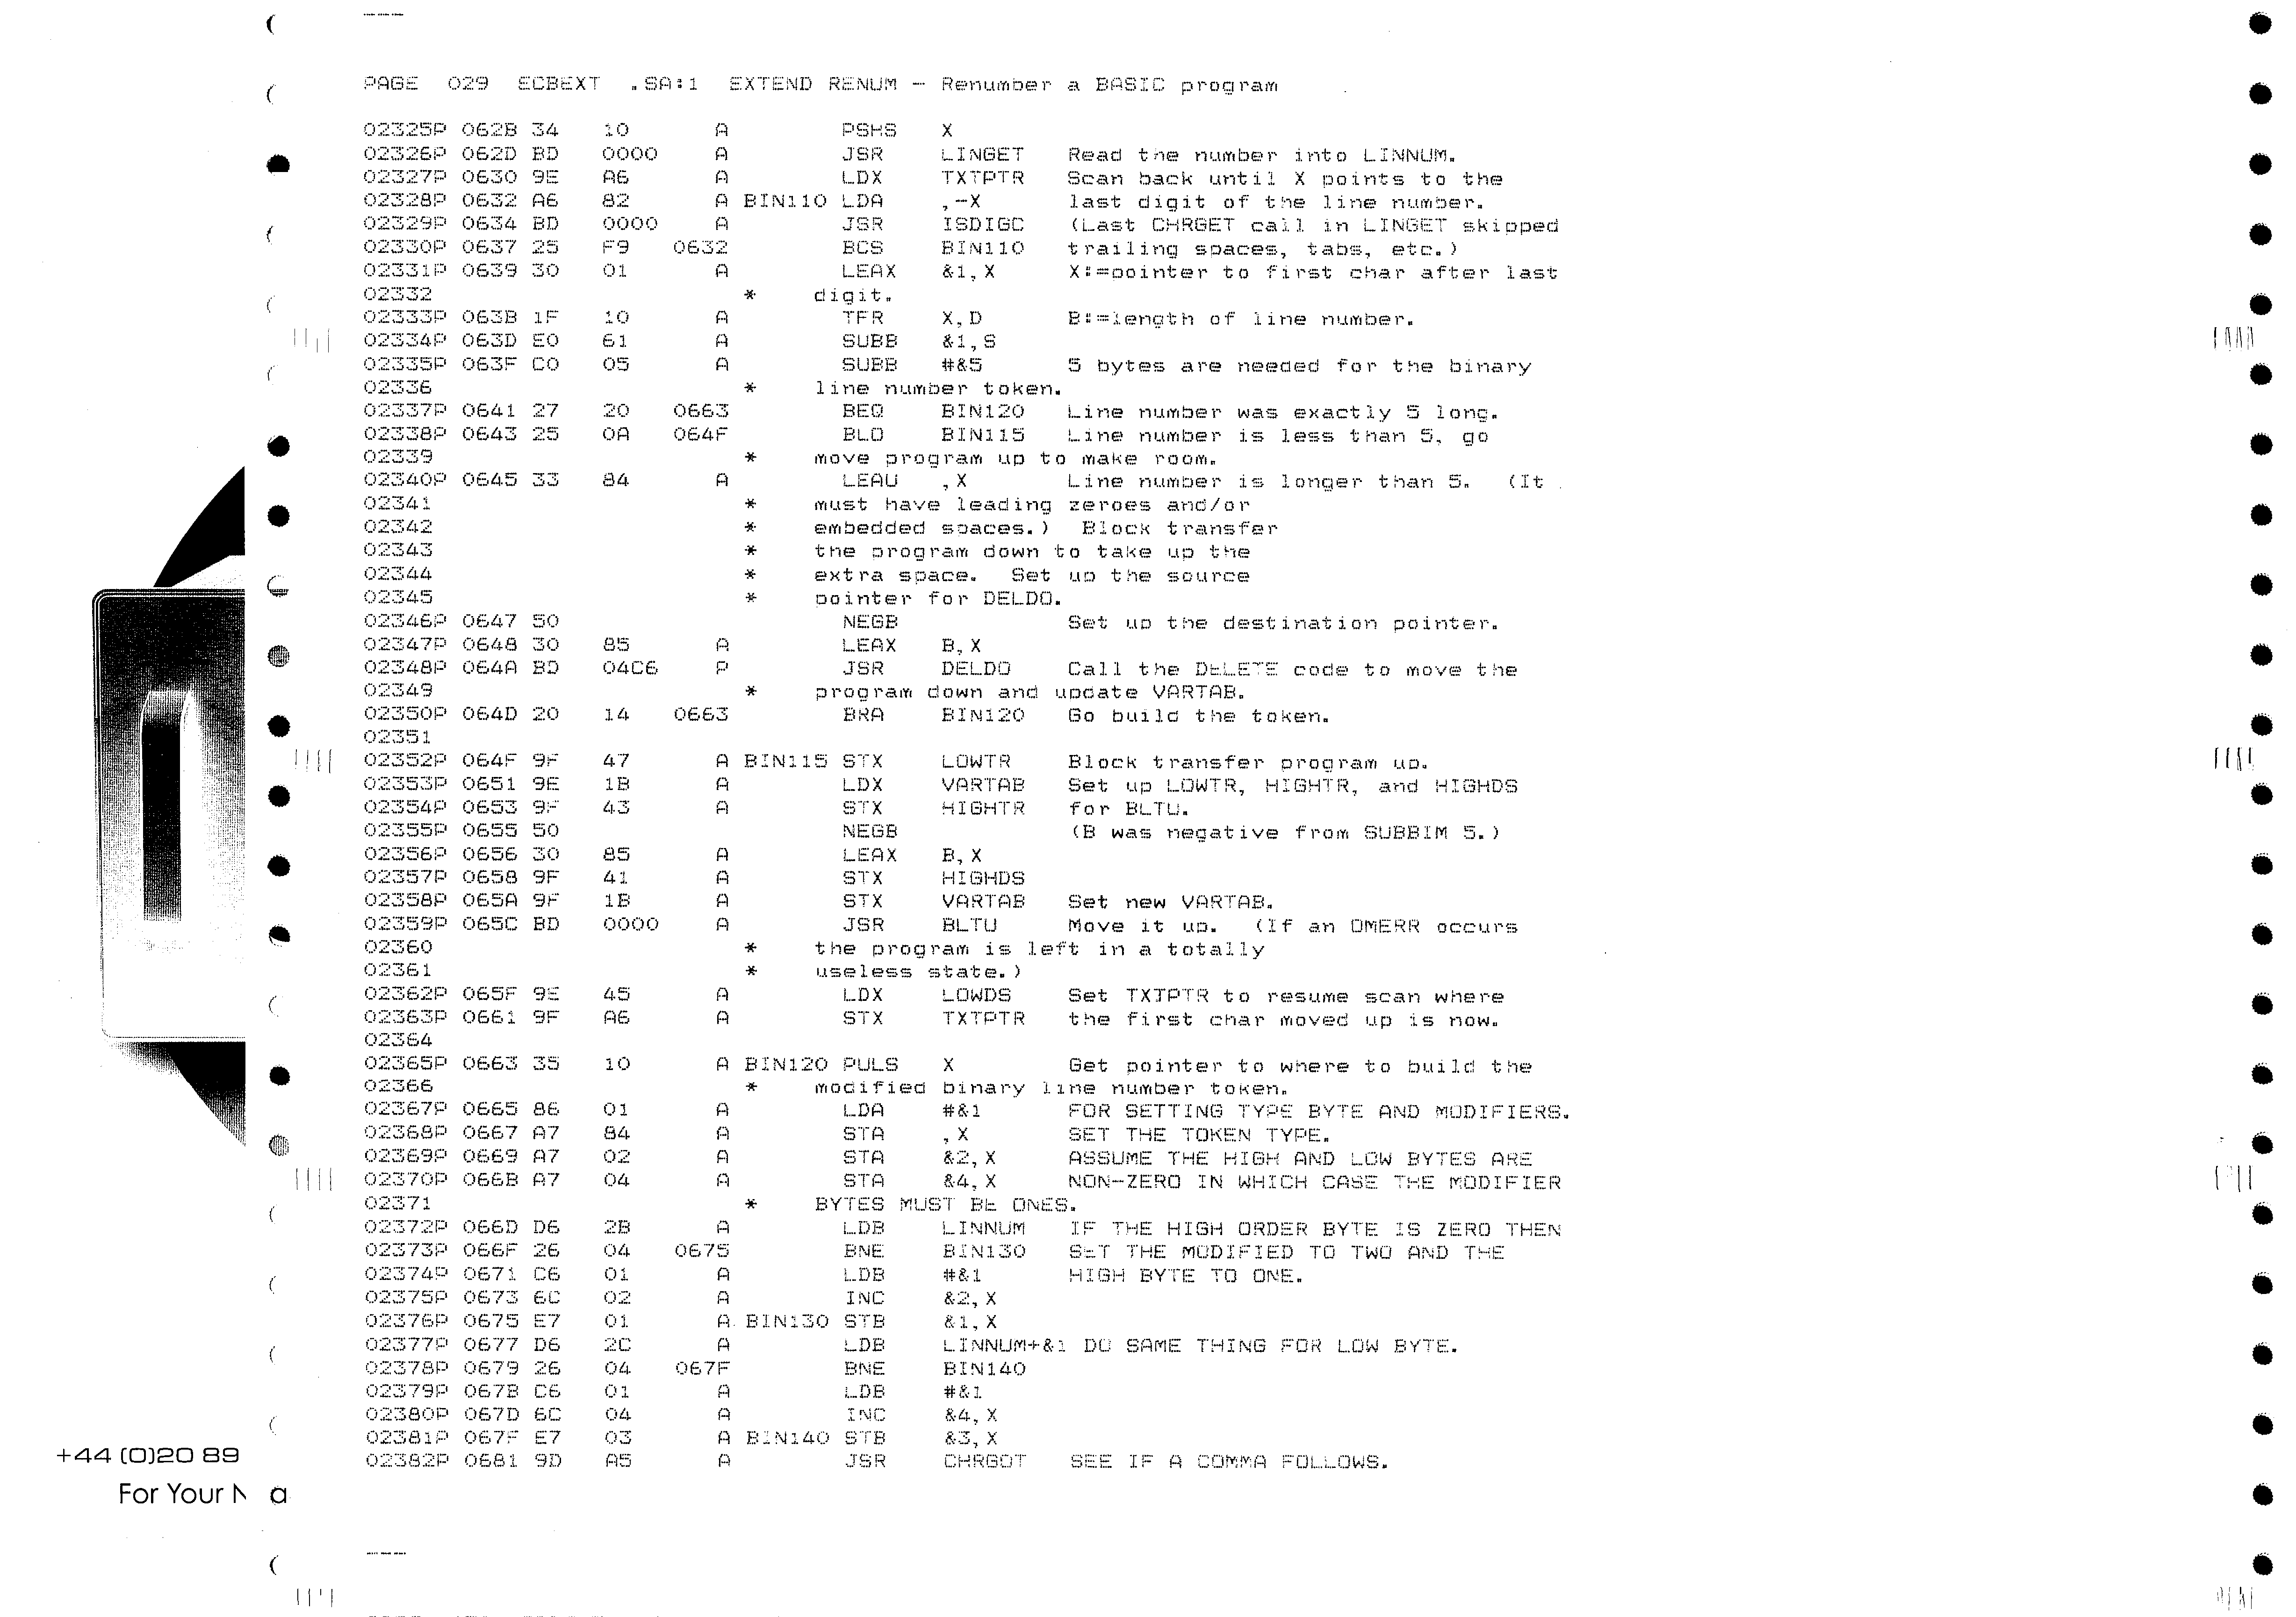 PAGE 029 ECBEXT .SA:1 EXTEND RENUM - Renumber a BASIC program
02325P 062B 34 10 A PSHS X
02326P 062D BD 0000 A JSR LINGET Read the number into LINNUM.
02327P 0630 9E A6 A LDX TXTPTR Scan back until X points to the
02328P 0632 A6 82 A BIN110 LDA ,-X last digit of the line number.
02329P 0634 BD 0000 A JSR ISDIGC (Last CHRGET call in LINGET skipped
02330P 0637 25 F9 0632 BCS BIN110 trailing spaces, tabs, etc.)
02331P 0639 30 01 A LEAX &1,X X:=pointer to first char after last
02332 * digit.
02333P 063B 1F 10 A TFR X,D B:=length of line number.
02334P 063D E0 61 A SUBB &1,S
02335P 063F C0 05 A SUBB #&5 5 bytes are needed for the binary
02336 * line number token.
02337P 0641 27 20 0663 BEQ BIN120 Line number was exactly 5 long.
02338P 0643 25 0A 064F BLO BIN115 Line number is less than 5, go
02339 * move program up to make room.
02340P 0645 33 84 A LEAU ,X Line number is longer than 5. (It
02341 * must have leading zeroes and/or
02342 * embedded spaces.) Block transfer
02343 * the program down to take up the
02344 * extra space. Set up the source
02345 * pointer for DELDO.
02346P 0647 50 NEGB Set up the destination pointer.
02347P 0648 30 85 A LEAX B,X
02348P 064A BD 04C6 P JSR DELDO Call the DELETE code to move the
02349 * program down and update VARTAB.
02350P 064D 20 14 0663 BRA BIN120 Go build the token.
02351
02352P 064F 9F 47 A BIN115 STX LOWTR Block transfer program up.
02353P 0651 9E 1B A LDX VARTAB Set up LOWTR, HIGHTR, and HIGHDS
02354P 0653 9F 43 A STX HIGHTR for BLTU.
02355P 0655 50 NEGB (B was negative from SUBBIM 5.)
02356P 0656 30 85 A LEAX B,X
02357P 0658 9F 41 A STX HIGHDS
02358P 065A 9F 1B A STX VARTAB Set new VARTAB.
02359P 065C BD 0000 A JSR BLTU Move it up. (If an OMERR occurs
02360 * the program is left in a totally
02361 * useless state.)
02362P 065F 9E 45 A LDX LOWDS Set TXTPTR to resume scan where
02363P 0661 9F A6 A STX TXTPTR the first char moved up is now.
02364
02365P 0663 35 10 A BIN120 PULS X Get pointer to where to build the
02366 * modified binary line number token.
02367P 0665 86 01 A LDA #&1 FOR SETTING TYPE BYTE AND MODIFIERS.
02368P 0667 A7 84 A STA ,X SET THE TOKEN TYPE.
02369P 0669 A7 02 A STA &2,X ASSUME THE HIGH AND LOW BYTES ARE
02370P 066B A7 04 A STA &4,X NON-ZERO IN WHICH CASE THE MODIFIER
02371 * BYTES MUST BE ONES.
02372P 066D D6 2B A LDB LINNUM IF THE HIGH ORDER BYTE IS ZERO THEN
02373P 066F 26 04 0675 BNE BIN130 SET THE MODIFIED TO TWO AND THE
02374P 0671 C6 01 A LDB #&1 HIGH BYTE TO ONE.
02375P 0673 6C 02 A INC &2,X
02376P 0675 E7 01 A BIN130 STB &1,X
02377P 0677 D6 2C A LDB LINNUM+&1 DO SAME THING FOR LOW BYTE.
02378P 0679 26 04 067F BNE BIN140
02379P 067B C6 01 A LDB #&1
02380P 067D 6C 04 A INC &4,X
02381P 067F E7 03 A BIN140 STB &3,X
02382P 0681 9D A5 A JSR CHRGOT SEE IF A COMMA FOLLOWS.
+44 (0)20 89
For Your